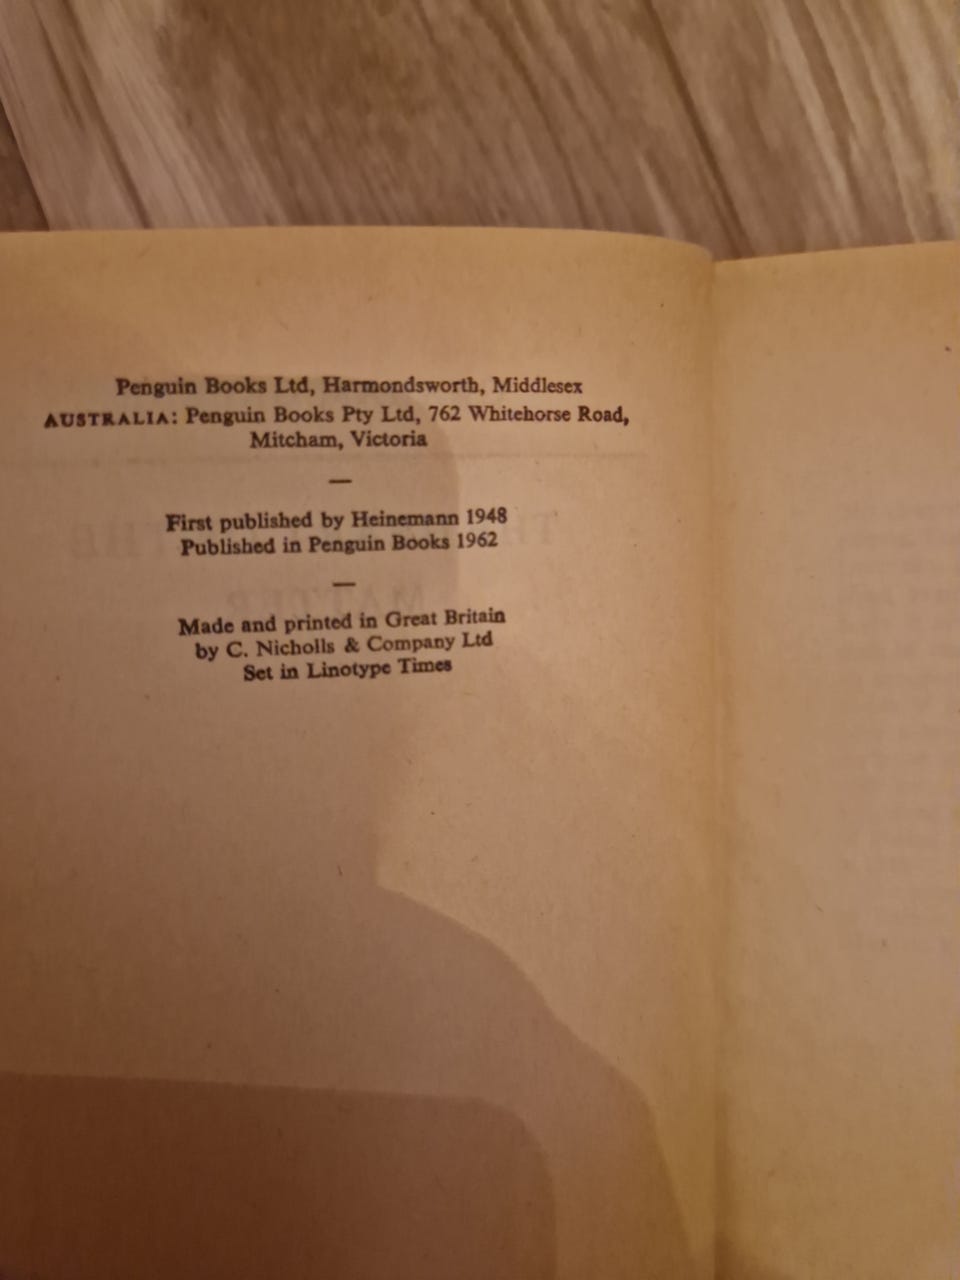 Penguin Books Ltd, Harmondsworth, Middlesex
AUSTRALIA: Penguin Books Pty Ltd, 762 Whitehorse Road,
Mitcham, Victoria
—
First published by Heinemann 1948
Published in Penguin Books 1962
—
Made and printed in Great Britain
by C. Nicholls & Company Ltd
Set in Linotype Times